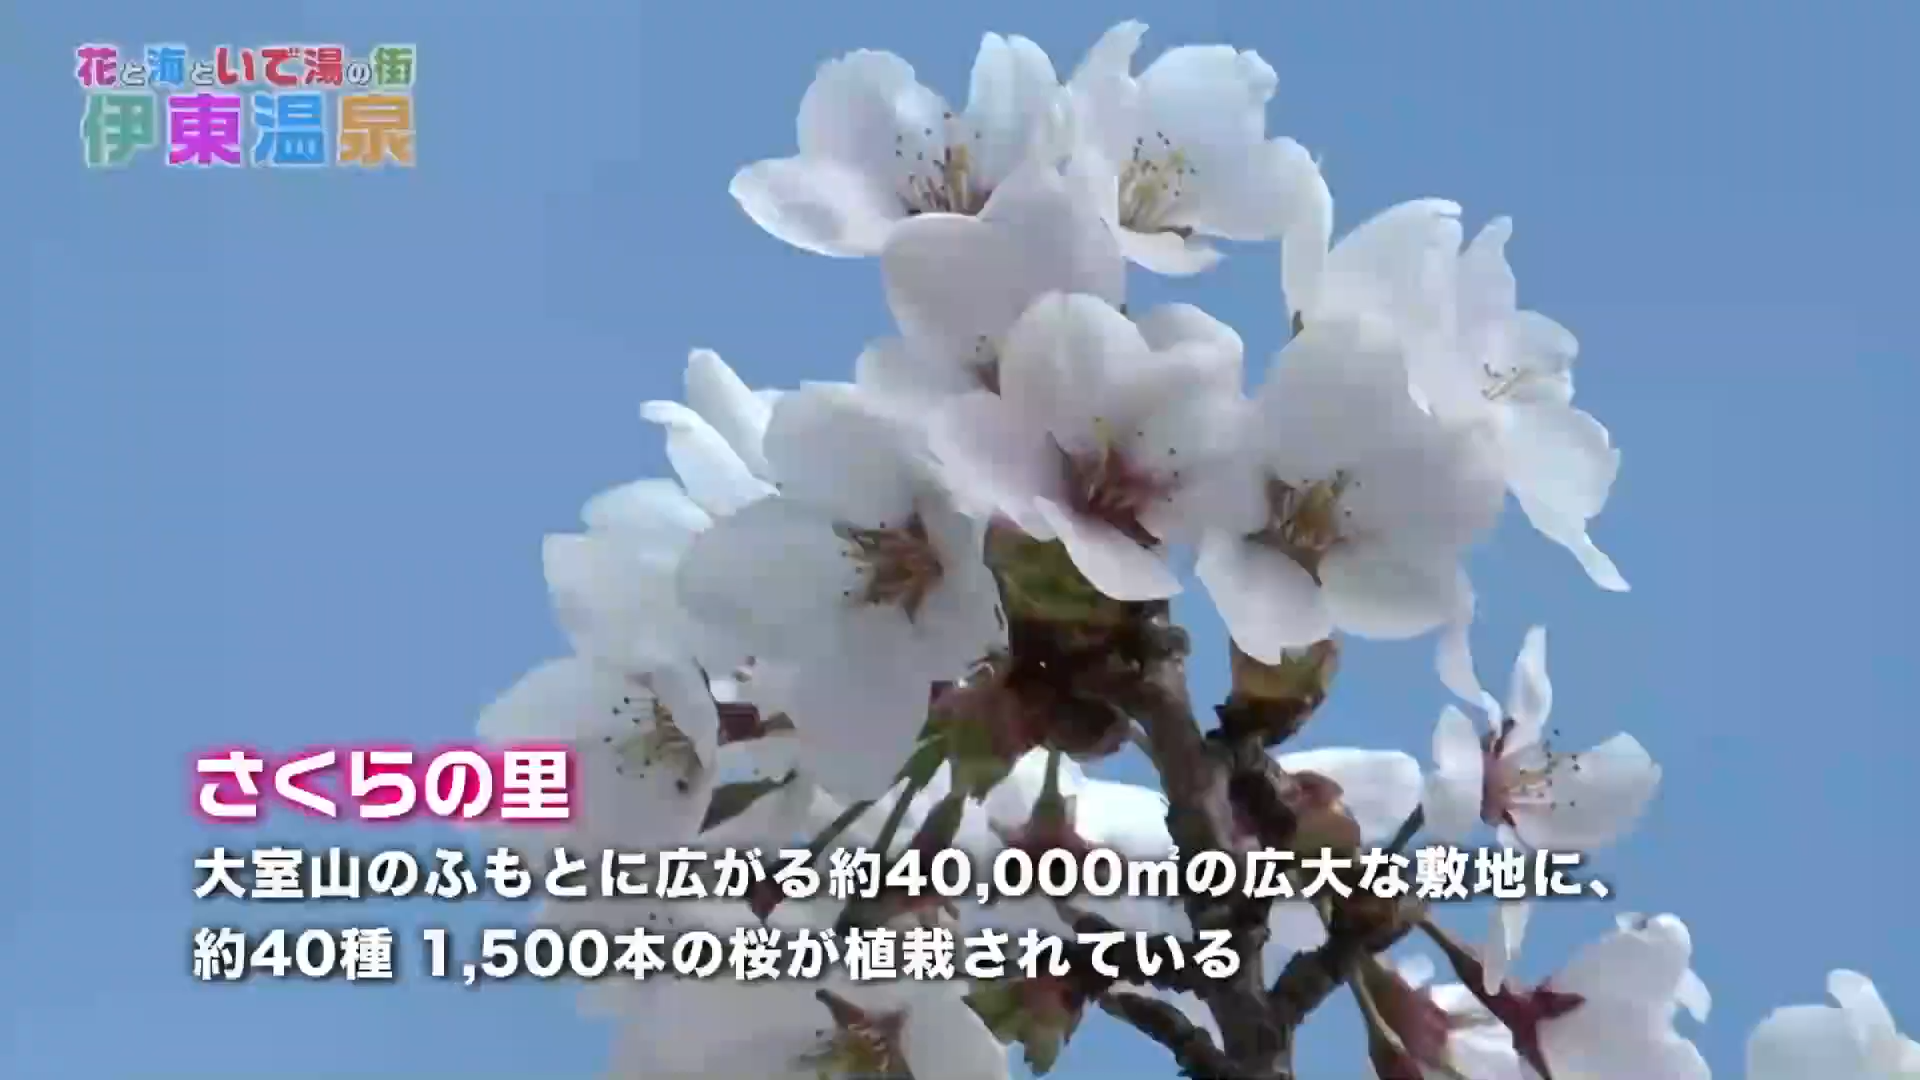 花と海といで湯の街
伊東温泉
さくらの里
大室山のふもとに広がる約40,000㎡の広大な敷地に、
約40種 1,500本の桜が植栽されている